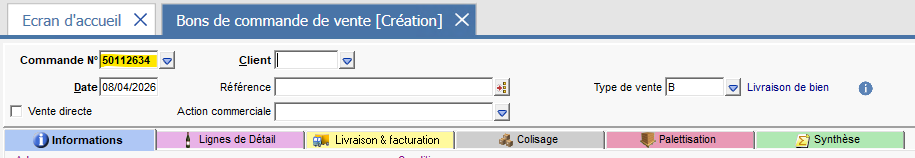 Ecran d'accueil
Bons de commande de vente [Création]
Commande N° 50112634 Client
Date 08/04/2026 Référence Type de vente B Livraison de bien
Vente directe Action commerciale
Informations Lignes de Détail Livraison & facturation Colisage Palettisation Synthèse